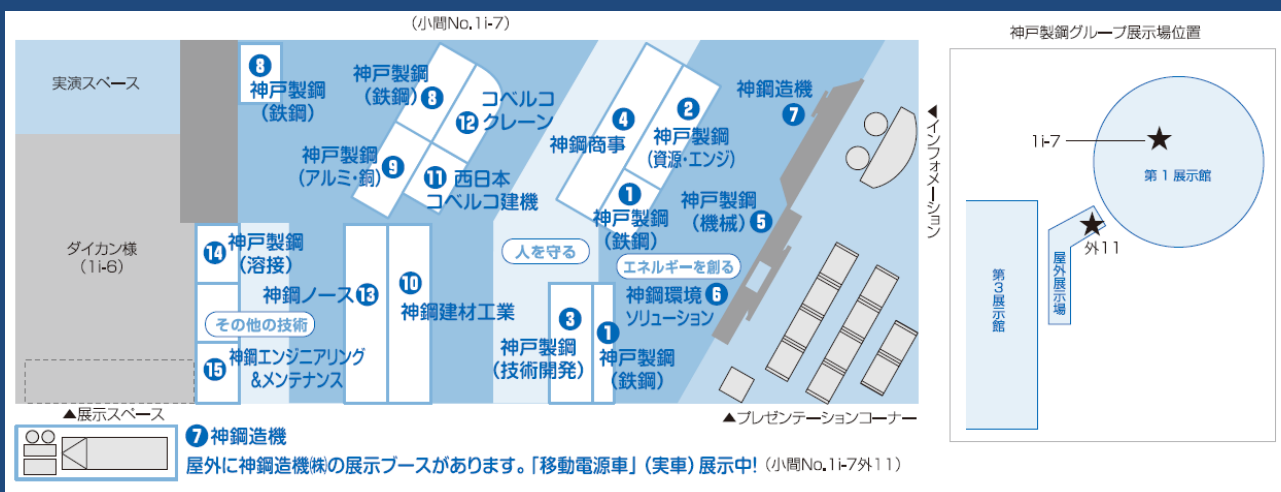 (小間No.1i-7)
実演スペース
8
神戸製鋼
(鉄鋼)
神戸製鋼
(鉄鋼)8
コベルコ
12クレーン
神戸製鋼
9
(アルミ・銅)
11西日本
コベルコ建機
4
神鋼商事
2
神戸製鋼
(資源・エンジ)
1
神戸製鋼
(鉄鋼)
神鋼造機
7
神戸製鋼
(機械)5
◀インフォメーション
ダイカン様
(1i-6)
14神戸製鋼
(溶接)
神鋼ノース13
10
神鋼建材工業
人を守る
エネルギーを創る
神鋼環境6
ソリューション
その他の技術
15神鋼エンジニアリング
&メンテナンス
3
神戸製鋼
(技術開発)
1
神戸製鋼
(鉄鋼)
▲展示スペース
▲プレゼンテーションコーナー
7神鋼造機
屋外に神鋼造機㈱の展示ブースがあります。「移動電源車」(実車)展示中!(小間No.1i-7外11)
神戸製鋼グループ展示場位置
1i-7
第1展示館
外11
屋外展示場
第3展示館